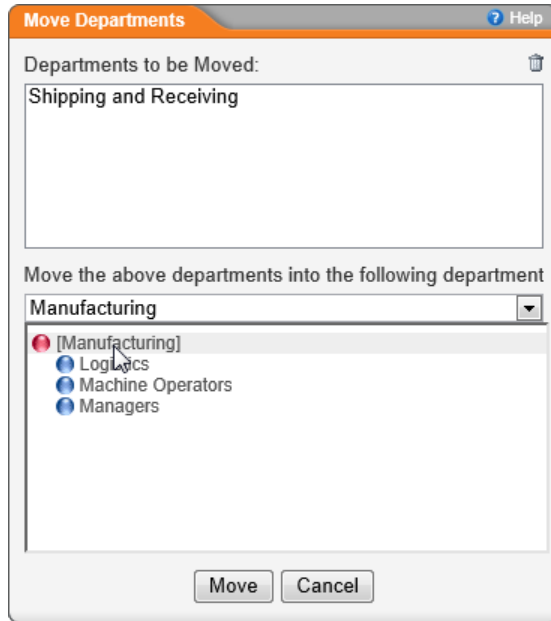 Move Departments
Help
Departments to be Moved:
Shipping and Receiving
Move the above departments into the following department
Manufacturing
[Manufacturing]
Logistics
Machine Operators
Managers
Move
Cancel